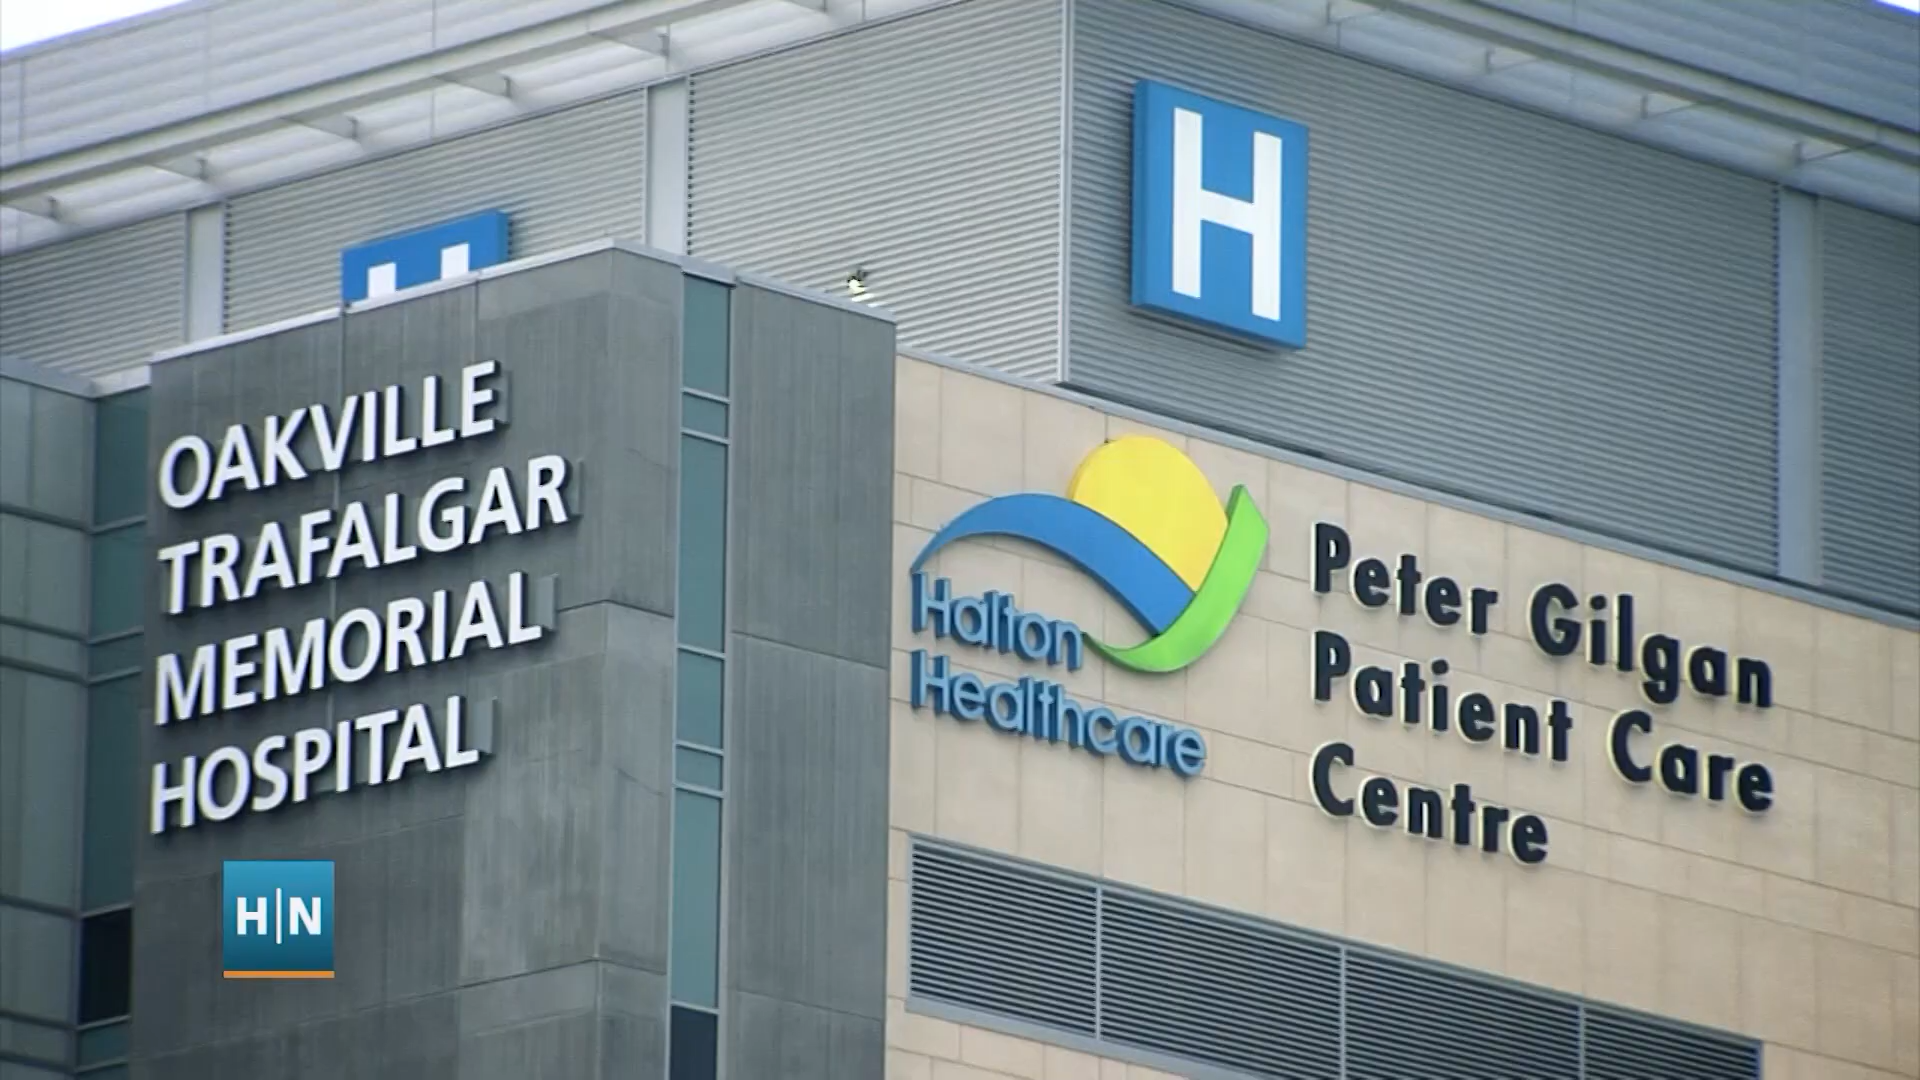 H
H
OAKVILLE
TRAFALGAR
MEMORIAL
HOSPITAL
Halton
Healthcare
Peter Gilgan
Patient Care
Centre
H|N